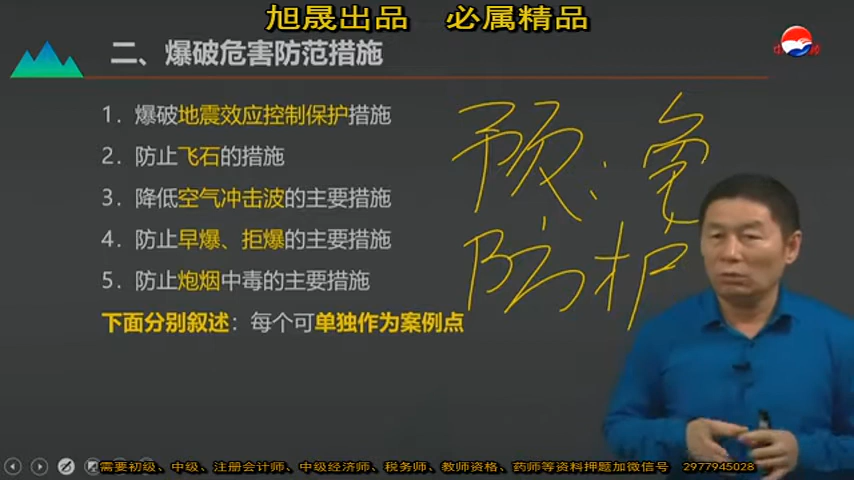 旭晟出品 必属精品
二、爆破危害防范措施
1. 爆破地震效应控制保护措施
2. 防止飞石的措施
3. 降低空气冲击波的主要措施
4. 防止早爆、拒爆的主要措施
5. 防止炮烟中毒的主要措施
下面分别叙述：每个可单独作为案例点
预
防护
需要初级、中级、注册会计师、中级经济师、税务师、教师资格、药师等资料押题加微信号 2977945028